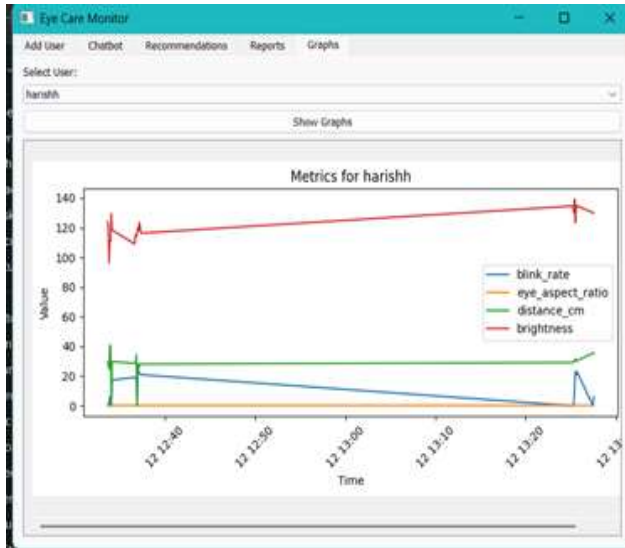 Eye Care Monitor
Add User Chatbot Recommendations Reports Graphs
Select User:
harishh
Show Graphs
Metrics for harishh
140
120
100
80
60
40
20
0
Value
blink_rate
eye_aspect_ratio
distance_cm
brightness
12 12:40 12 12:50 12 13:00 12 13:10 12 13:20 12 13
Time